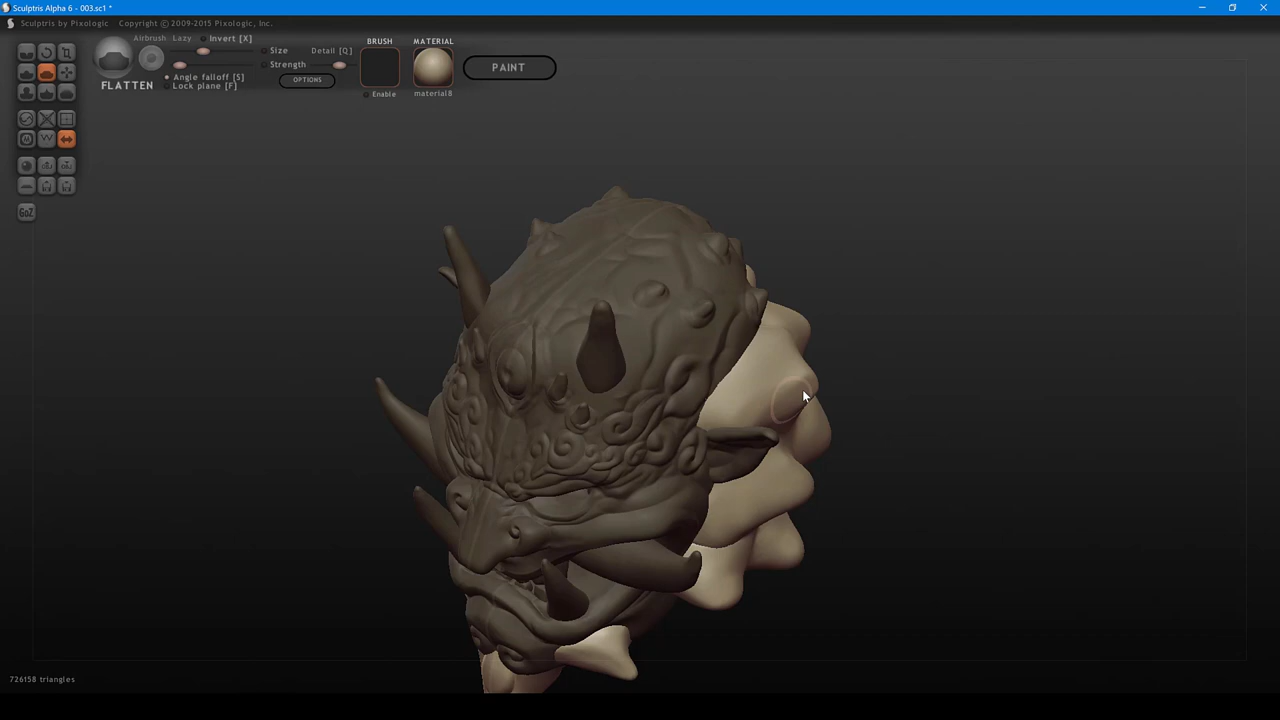 Sculptris Alpha 6 - 003.sc1 *
Sculptris by Pixologic Copyright © 2009-2015 Pixologic, Inc.
Airbrush Lazy Invert [X]
BRUSH MATERIAL
Size Detail [Q]
Strength
PAINT
Angle falloff [S] OPTIONS
FLATTEN Lock plane [F]
Enable material8
GoZ
726158 triangles